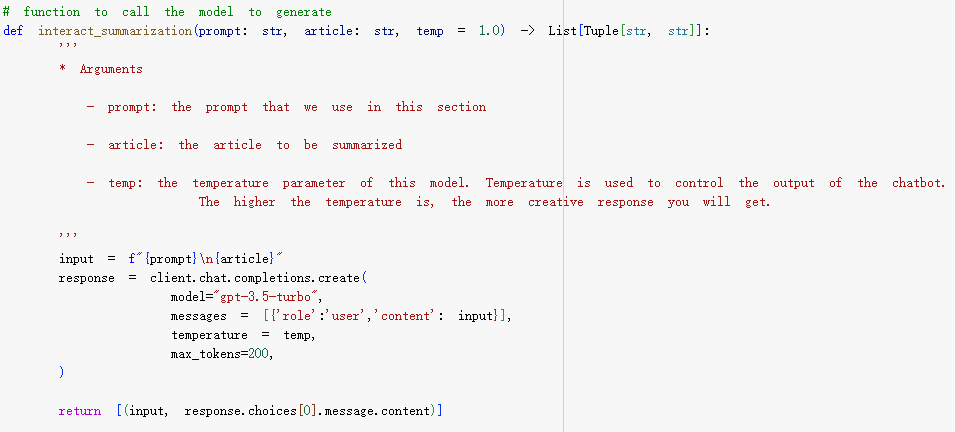 # function to call the model to generate
def interact_summarization(prompt: str, article: str, temp = 1.0) -> List[Tuple[str, str]]:
'''
* Arguments
- prompt: the prompt that we use in this section
- article: the article to be summarized
- temp: the temperature parameter of this model. Temperature is used to control the output of the chatbot.
The higher the temperature is, the more creative response you will get.
'''
input = f"{prompt}\n{article}"
response = client.chat.completions.create(
model="gpt-3.5-turbo",
messages = [{'role':'user','content': input}],
temperature = temp,
max_tokens=200,
)
return [(input, response.choices[0].message.content)]